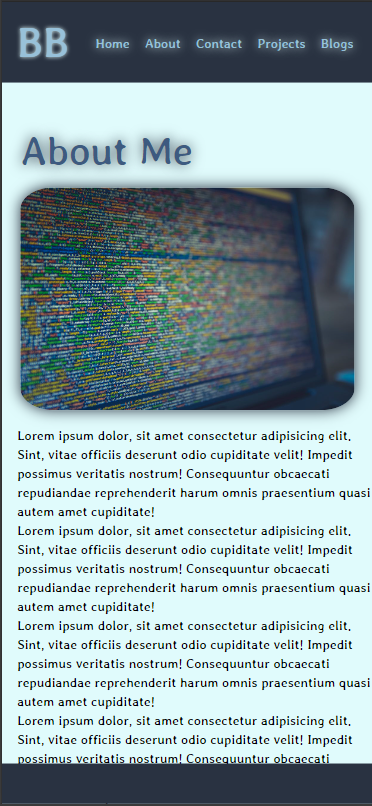 BB
Home About Contact Projects Blogs
About Me
Lorem ipsum dolor, sit amet consectetur adipisicing elit.
Sint, vitae officiis deserunt odio cupiditate velit! Impedit
possimus veritatis nostrum! Consequuntur obcaecati
repudiandae reprehenderit harum omnis praesentium quasi
autem amet cupiditate!
Lorem ipsum dolor, sit amet consectetur adipisicing elit.
Sint, vitae officiis deserunt odio cupiditate velit! Impedit
possimus veritatis nostrum! Consequuntur obcaecati
repudiandae reprehenderit harum omnis praesentium quasi
autem amet cupiditate!
Lorem ipsum dolor, sit amet consectetur adipisicing elit.
Sint, vitae officiis deserunt odio cupiditate velit! Impedit
possimus veritatis nostrum! Consequuntur obcaecati
repudiandae reprehenderit harum omnis praesentium quasi
autem amet cupiditate!
Lorem ipsum dolor, sit amet consectetur adipisicing elit.
Sint, vitae officiis deserunt odio cupiditate velit! Impedit
possimus veritatis nostrum! Consequuntur obcaecati